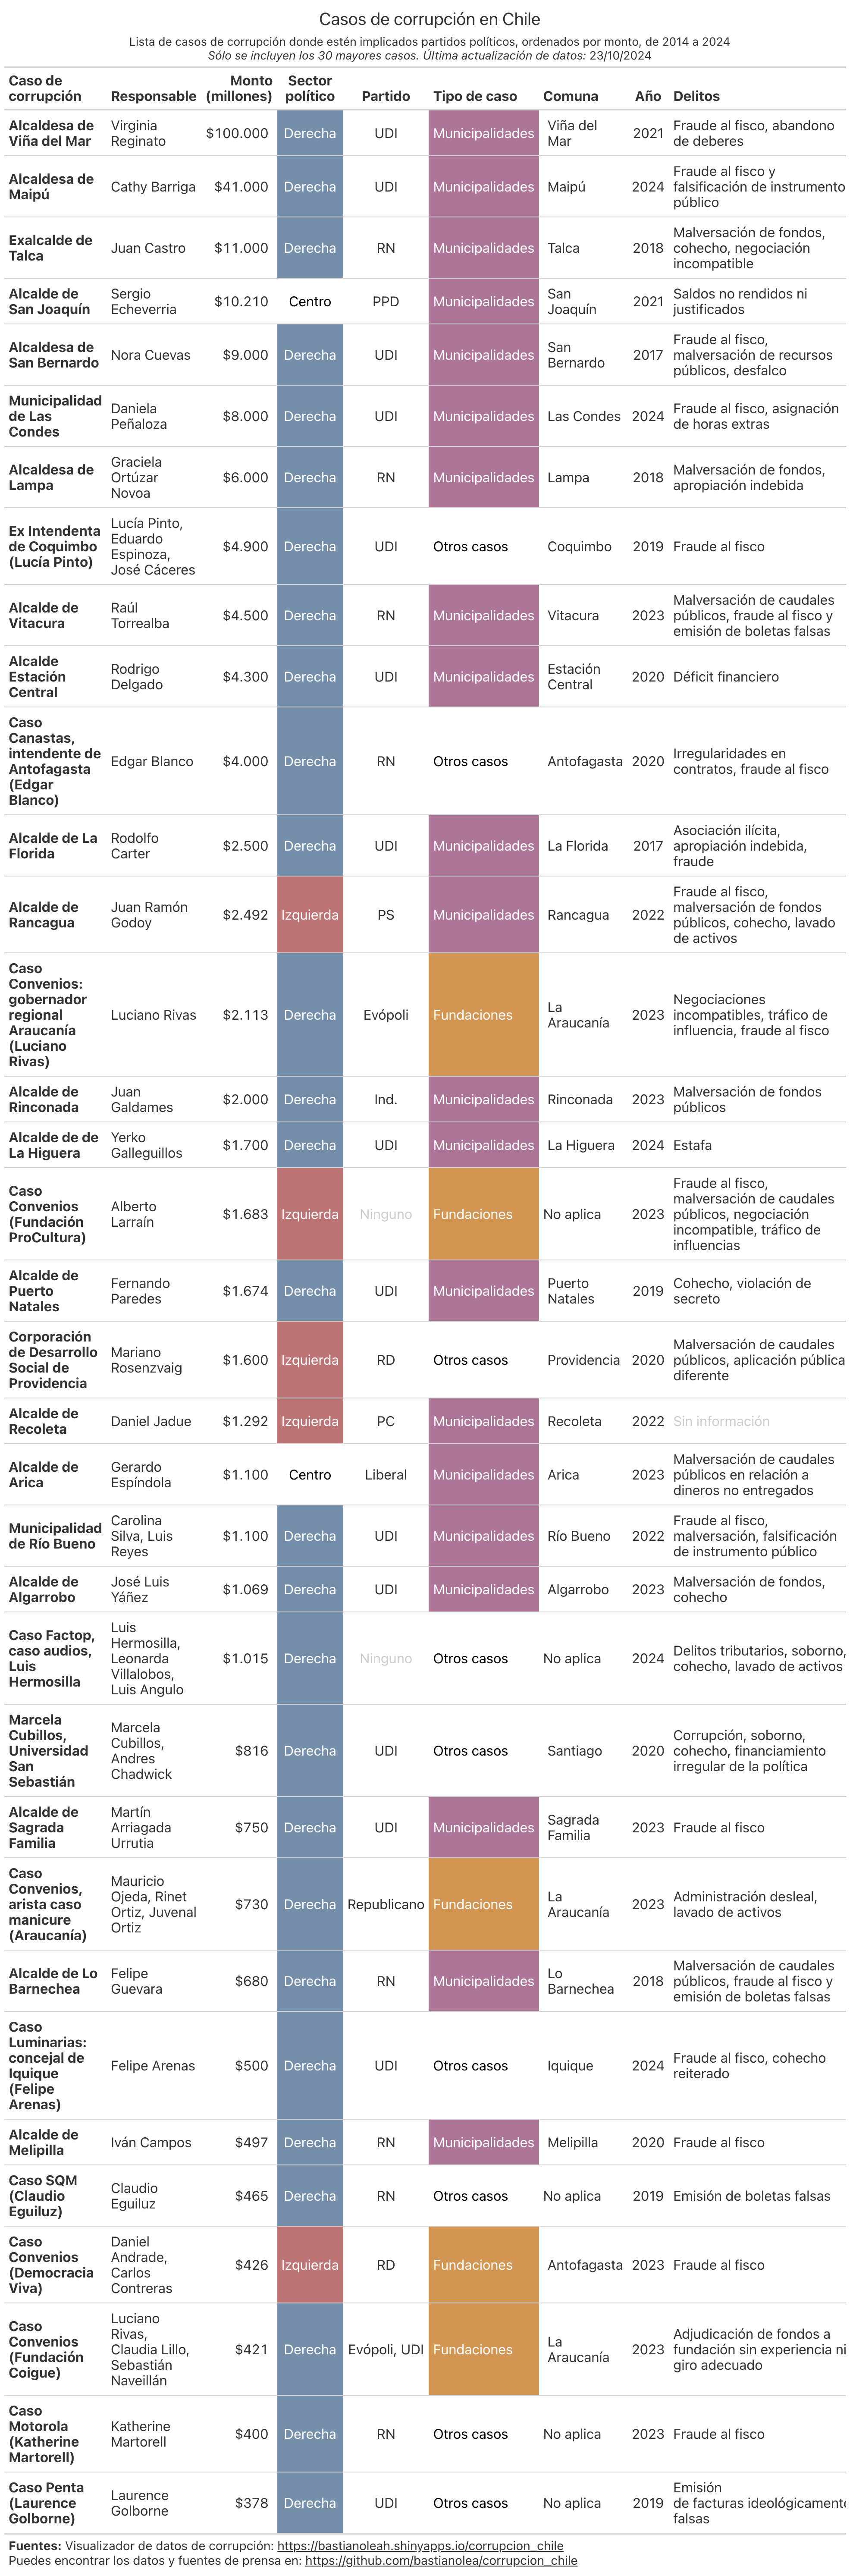 Casos de corrupción en Chile
Lista de casos de corrupción donde estén implicados partidos políticos, ordenados por monto, de 2014 a 2024
Sólo se incluyen los 30 mayores casos. Última actualización de datos: 23/10/2024
Caso de corrupción Responsable Monto (millones) Sector político Partido Tipo de caso Comuna Año Delitos
Alcaldesa de Viña del Mar Virginia Reginato $100.000 Derecha UDI Municipalidades Viña del Mar 2021 Fraude al fisco, abandono de deberes
Alcaldesa de Maipú Cathy Barriga $41.000 Derecha UDI Municipalidades Maipú 2024 Fraude al fisco y falsificación de instrumento público
Exalcalde de Talca Juan Castro $11.000 Derecha RN Municipalidades Talca 2018 Malversación de fondos, cohecho, negociación incompatible
Alcalde de San Joaquín Sergio Echeverria $10.210 Centro PPD Municipalidades San Joaquín 2021 Saldos no rendidos ni justificados
Alcaldesa de San Bernardo Nora Cuevas $9.000 Derecha UDI Municipalidades San Bernardo 2017 Fraude al fisco, malversación de recursos públicos, desfalco
Municipalidad de Las Condes Daniela Peñaloza $8.000 Derecha UDI Municipalidades Las Condes 2024 Fraude al fisco, asignación de horas extras
Alcaldesa de Lampa Graciela Ortúzar Novoa $6.000 Derecha RN Municipalidades Lampa 2018 Malversación de fondos, apropiación indebida
Ex Intendenta de Coquimbo (Lucía Pinto) Lucía Pinto, Eduardo Espinoza, José Cáceres $4.900 Derecha UDI Otros casos Coquimbo 2019 Fraude al fisco
Alcalde de Vitacura Raúl Torrealba $4.500 Derecha RN Municipalidades Vitacura 2023 Malversación de caudales públicos, fraude al fisco y emisión de boletas falsas
Alcalde Estación Central Rodrigo Delgado $4.300 Derecha UDI Municipalidades Estación Central 2020 Déficit financiero
Caso Canastas, intendente de Antofagasta (Edgar Blanco) Edgar Blanco $4.000 Derecha RN Otros casos Antofagasta 2020 Irregularidades en contratos, fraude al fisco
Alcalde de La Florida Rodolfo Carter $2.500 Derecha UDI Municipalidades La Florida 2017 Asociación ilícita, apropiación indebida, fraude
Alcalde de Rancagua Juan Ramón Godoy $2.492 Izquierda PS Municipalidades Rancagua 2022 Fraude al fisco, malversación de fondos públicos, cohecho, lavado de activos
Caso Convenios: gobernador regional Araucanía (Luciano Rivas) Luciano Rivas $2.113 Derecha Evópoli Fundaciones La Araucanía 2023 Negociaciones incompatibles, tráfico de influencia, fraude al fisco
Alcalde de Rinconada Juan Galdames $2.000 Derecha Ind. Municipalidades Rinconada 2023 Malversación de fondos públicos
Alcalde de de La Higuera Yerko Galleguillos $1.700 Derecha UDI Municipalidades La Higuera 2024 Estafa
Caso Convenios (Fundación ProCultura) Alberto Larraín $1.683 Izquierda Ninguno Fundaciones No aplica 2023 Fraude al fisco, malversación de caudales públicos, negociación incompatible, tráfico de influencias
Alcalde de Puerto Natales Fernando Paredes $1.674 Derecha UDI Municipalidades Puerto Natales 2019 Cohecho, violación de secreto
Corporación de Desarrollo Social de Providencia Mariano Rosenzvaig $1.600 Izquierda RD Otros casos Providencia 2020 Malversación de caudales públicos, aplicación pública diferente
Alcalde de Recoleta Daniel Jadue $1.292 Izquierda PC Municipalidades Recoleta 2022 Sin información
Alcalde de Arica Gerardo Espíndola $1.100 Centro Liberal Municipalidades Arica 2023 Malversación de caudales públicos en relación a dineros no entregados
Municipalidad de Río Bueno Carolina Silva, Luis Reyes $1.100 Derecha UDI Municipalidades Río Bueno 2022 Fraude al fisco, malversación, falsificación de instrumento público
Alcalde de Algarrobo José Luis Yáñez $1.069 Derecha UDI Municipalidades Algarrobo 2023 Malversación de fondos, cohecho
Caso Factop, caso audios, Luis Hermosilla Luis Hermosilla, Leonarda Villalobos, Luis Angulo $1.015 Derecha Ninguno Otros casos No aplica 2024 Delitos tributarios, soborno, cohecho, lavado de activos
Marcela Cubillos, Universidad San Sebastián Marcela Cubillos, Andres Chadwick $816 Derecha UDI Otros casos Santiago 2020 Corrupción, soborno, cohecho, financiamiento irregular de la política
Alcalde de Sagrada Familia Martín Arriagada Urrutia $750 Derecha UDI Municipalidades Sagrada Familia 2023 Fraude al fisco
Caso Convenios, arista caso manicure (Araucanía) Mauricio Ojeda, Rinet Ortiz, Juvenal Ortiz $730 Derecha Republicano Fundaciones La Araucanía 2023 Administración desleal, lavado de activos
Alcalde de Lo Barnechea Felipe Guevara $680 Derecha RN Municipalidades Lo Barnechea 2018 Malversación de caudales públicos, fraude al fisco y emisión de boletas falsas
Caso Luminarias: concejal de Iquique (Felipe Arenas) Felipe Arenas $500 Derecha UDI Otros casos Iquique 2024 Fraude al fisco, cohecho reiterado
Alcalde de Melipilla Iván Campos $497 Derecha RN Municipalidades Melipilla 2020 Fraude al fisco
Caso SQM (Claudio Eguiluz) Claudio Eguiluz $465 Derecha RN Otros casos No aplica 2019 Emisión de boletas falsas
Caso Convenios (Democracia Viva) Daniel Andrade, Carlos Contreras $426 Izquierda RD Fundaciones Antofagasta 2023 Fraude al fisco
Caso Convenios (Fundación Coigue) Luciano Rivas, Claudia Lillo, Sebastián Naveillán $421 Derecha Evópoli, UDI Fundaciones La Araucanía 2023 Adjudicación de fondos a fundación sin experiencia ni giro adecuado
Caso Motorola (Katherine Martorell) Katherine Martorell $400 Derecha RN Otros casos No aplica 2023 Fraude al fisco
Caso Penta (Laurence Golborne) Laurence Golborne $378 Derecha UDI Otros casos No aplica 2019 Emisión de facturas ideológicamente falsas
Fuentes: Visualizador de datos de corrupción: https://bastianoleah.shinyapps.io/corrupcion_chile
Puedes encontrar los datos y fuentes de prensa en: https://github.com/bastianolea/corrupcion_chile